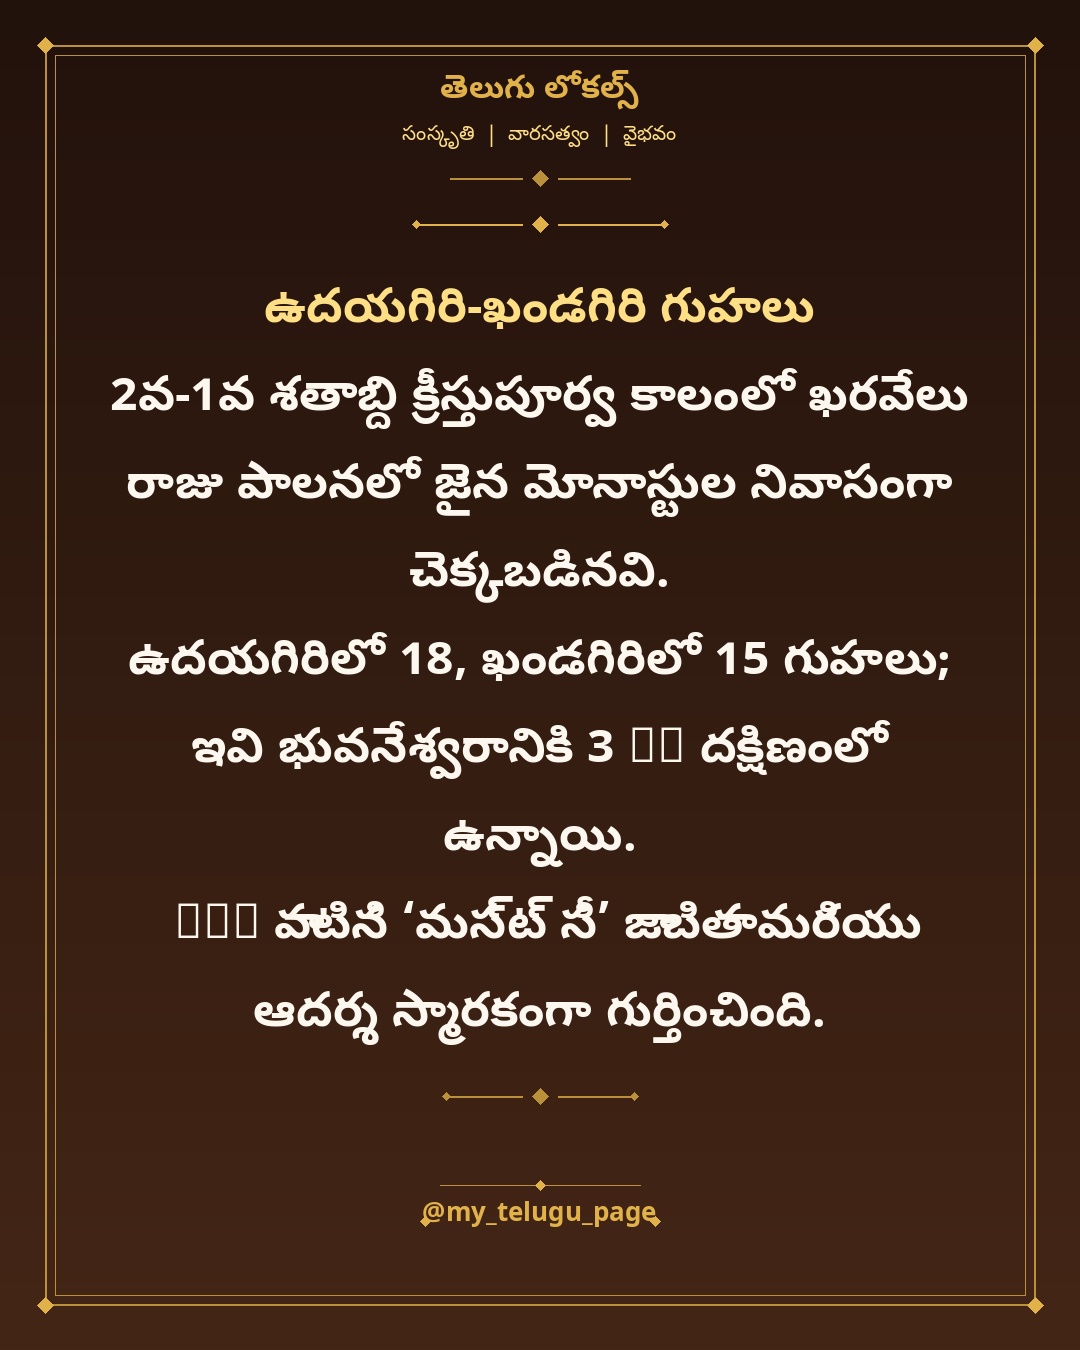 తెలుగు లోకల్స్
సంస్కృతి | వారసత్వం | వైభవం
ఉదయగిరి-ఖండగిరి గుహలు
2వ-1వ శతాబ్ది క్రీస్తుపూర్వ కాలంలో ఖరవేలు
రాజు పాలనలో జైన మోనాస్టుల నివాసంగా
చెక్కబడినవి.
ఉదయగిరిలో 18, ఖండగిరిలో 15 గుహలు;
ఇవి భువనేశ్వరానికి 3 దక్షిణంలో
ఉన్నాయి.
వాటిని ‘మస్ట్ సీ’ జాబితామరియు
ఆదర్శ స్మారకంగా గుర్తించింది.
@my_telugu_page